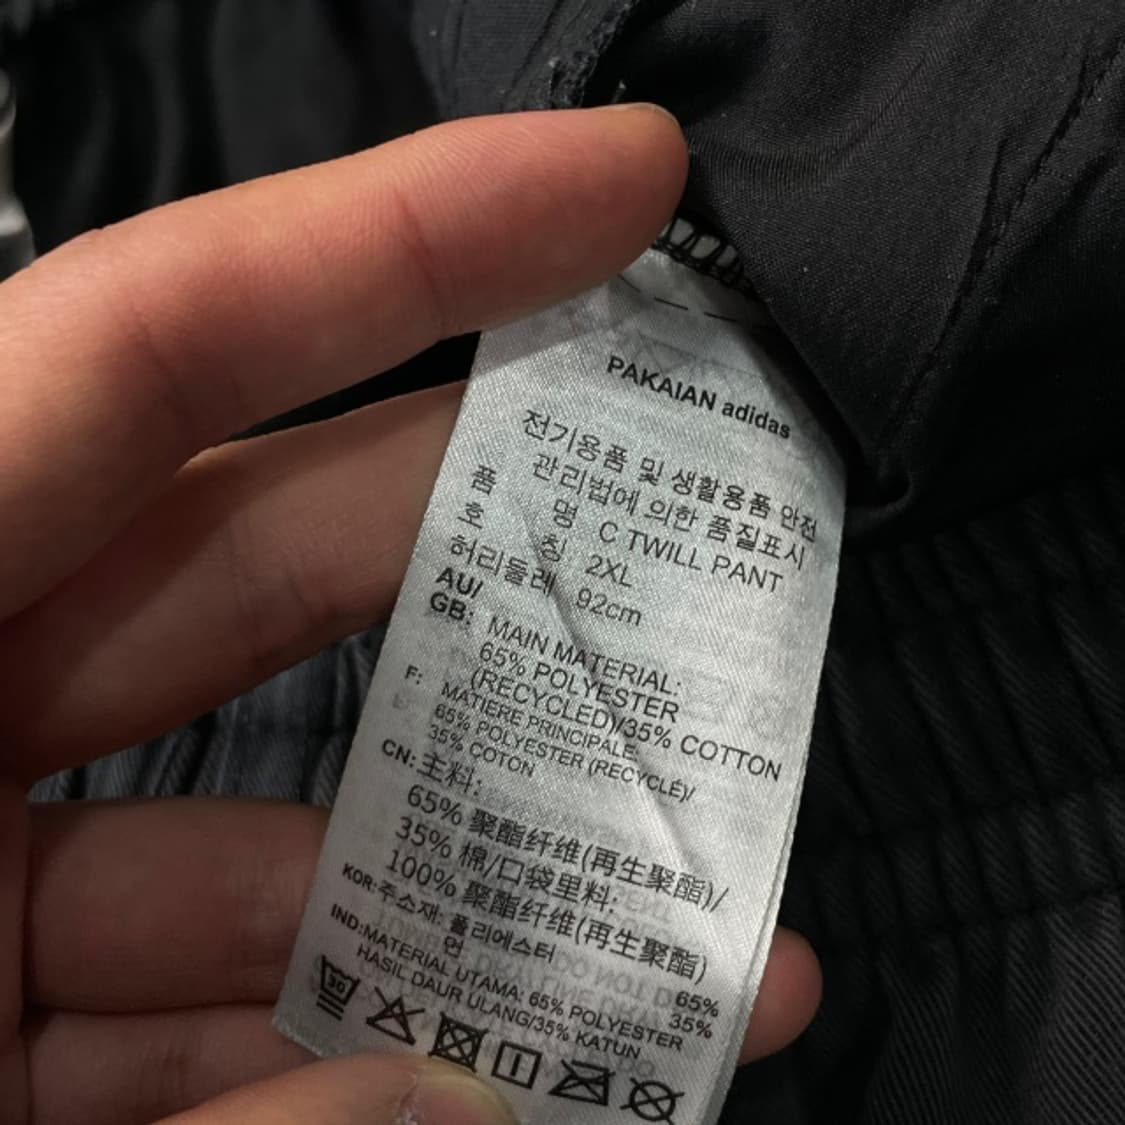 PAKAIAN adidas
전기용품 및 생활용품 안전
관리법에 의한 품질표시
품 명 C TWILL PANT
호 칭 2XL
허리둘레 92cm
AU/
GB: MAIN MATERIAL:
65% POLYESTER
(RECYCLED)/35% COTTON
F: MATIERE PRINCIPALE:
65% POLYESTER (RECYCLÉ)/
35% COTON
CN: 主料:
65% 聚酯纤维(再生聚酯)/
35% 棉/口袋里料:
100% 聚酯纤维(再生聚酯)
KOR: 주소재: 폴리에스터 65%
면 35%
IND: MATERIAL UTAMA: 65% POLYESTER
HASIL DAUR ULANG/35% KATUN
30